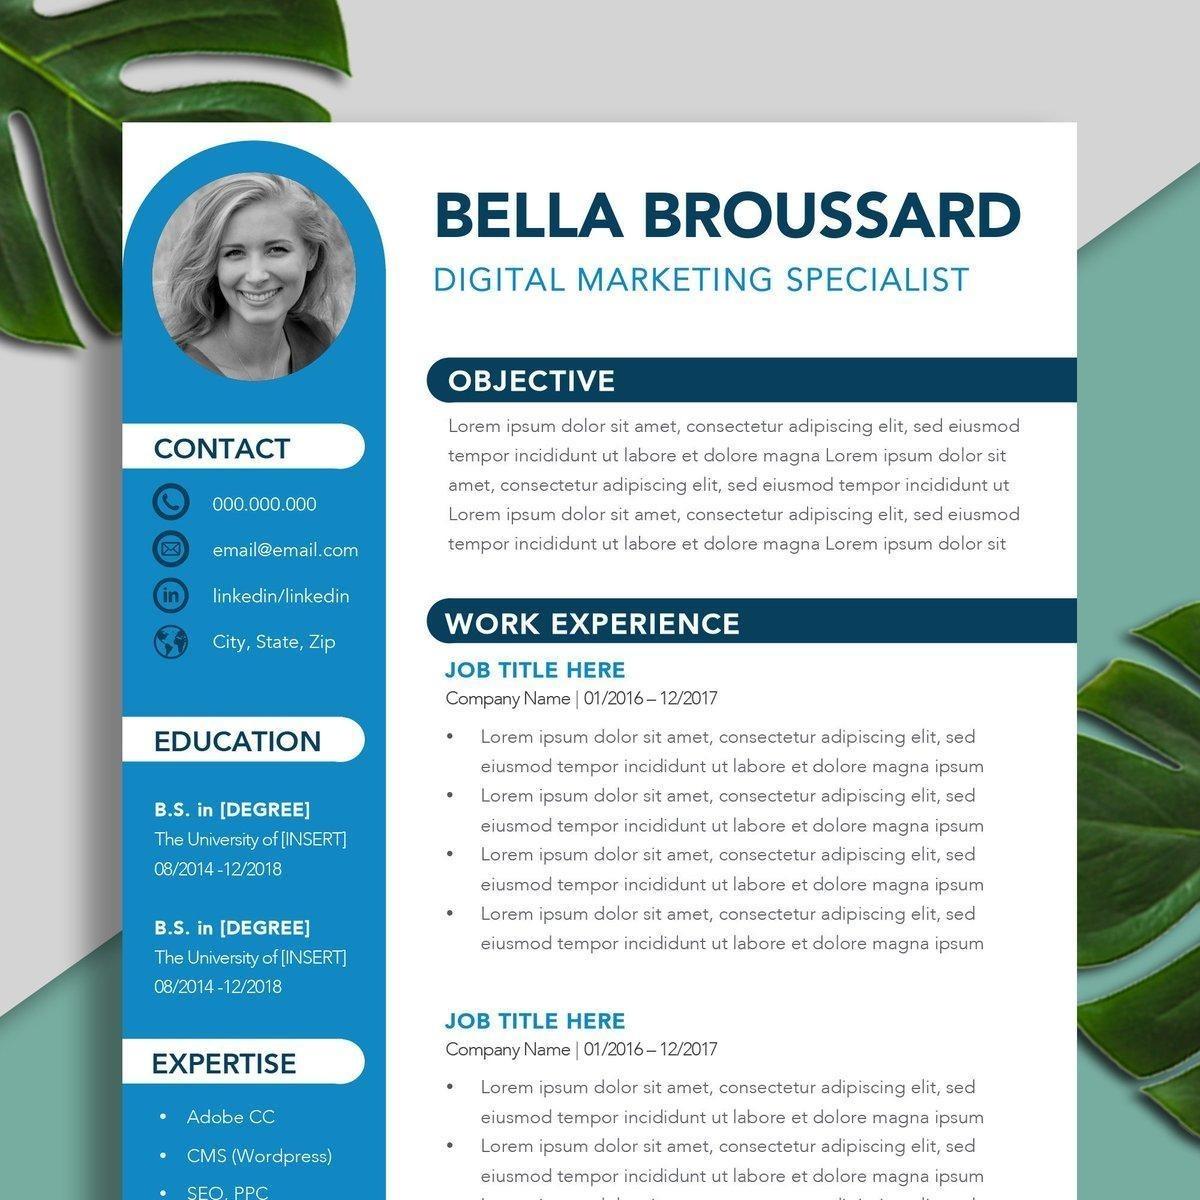 BELLA BROUSSARD
DIGITAL MARKETING SPECIALIST
CONTACT
000.000.000
email@email.com
linkedin/linkedin
City, State, Zip
EDUCATION
B.S. in [DEGREE]
The University of [INSERT]
08/2014 -12/2018
B.S. in [DEGREE]
The University of [INSERT]
08/2014 -12/2018
EXPERTISE
• Adobe CC
• CMS (Wordpress)
• SEO, PPC
OBJECTIVE
Lorem ipsum dolor sit amet, consectetur adipiscing elit, sed eiusmod
tempor incididunt ut labore et dolore magna Lorem ipsum dolor sit
amet, consectetur adipiscing elit, sed eiusmod tempor incididunt ut
Lorem ipsum dolor sit amet, consectetur adipiscing elit, sed eiusmod
tempor incididunt ut labore et dolore magna Lorem ipsum dolor sit
WORK EXPERIENCE
JOB TITLE HERE
Company Name | 01/2016 – 12/2017
• Lorem ipsum dolor sit amet, consectetur adipiscing elit, sed
eiusmod tempor incididunt ut labore et dolore magna ipsum
• Lorem ipsum dolor sit amet, consectetur adipiscing elit, sed
eiusmod tempor incididunt ut labore et dolore magna ipsum
• Lorem ipsum dolor sit amet, consectetur adipiscing elit, sed
eiusmod tempor incididunt ut labore et dolore magna ipsum
• Lorem ipsum dolor sit amet, consectetur adipiscing elit, sed
eiusmod tempor incididunt ut labore et dolore magna ipsum
JOB TITLE HERE
Company Name | 01/2016 – 12/2017
• Lorem ipsum dolor sit amet, consectetur adipiscing elit, sed
eiusmod tempor incididunt ut labore et dolore magna ipsum
• Lorem ipsum dolor sit amet, consectetur adipiscing elit, sed
eiusmod tempor incididunt ut labore et dolore magna ipsum